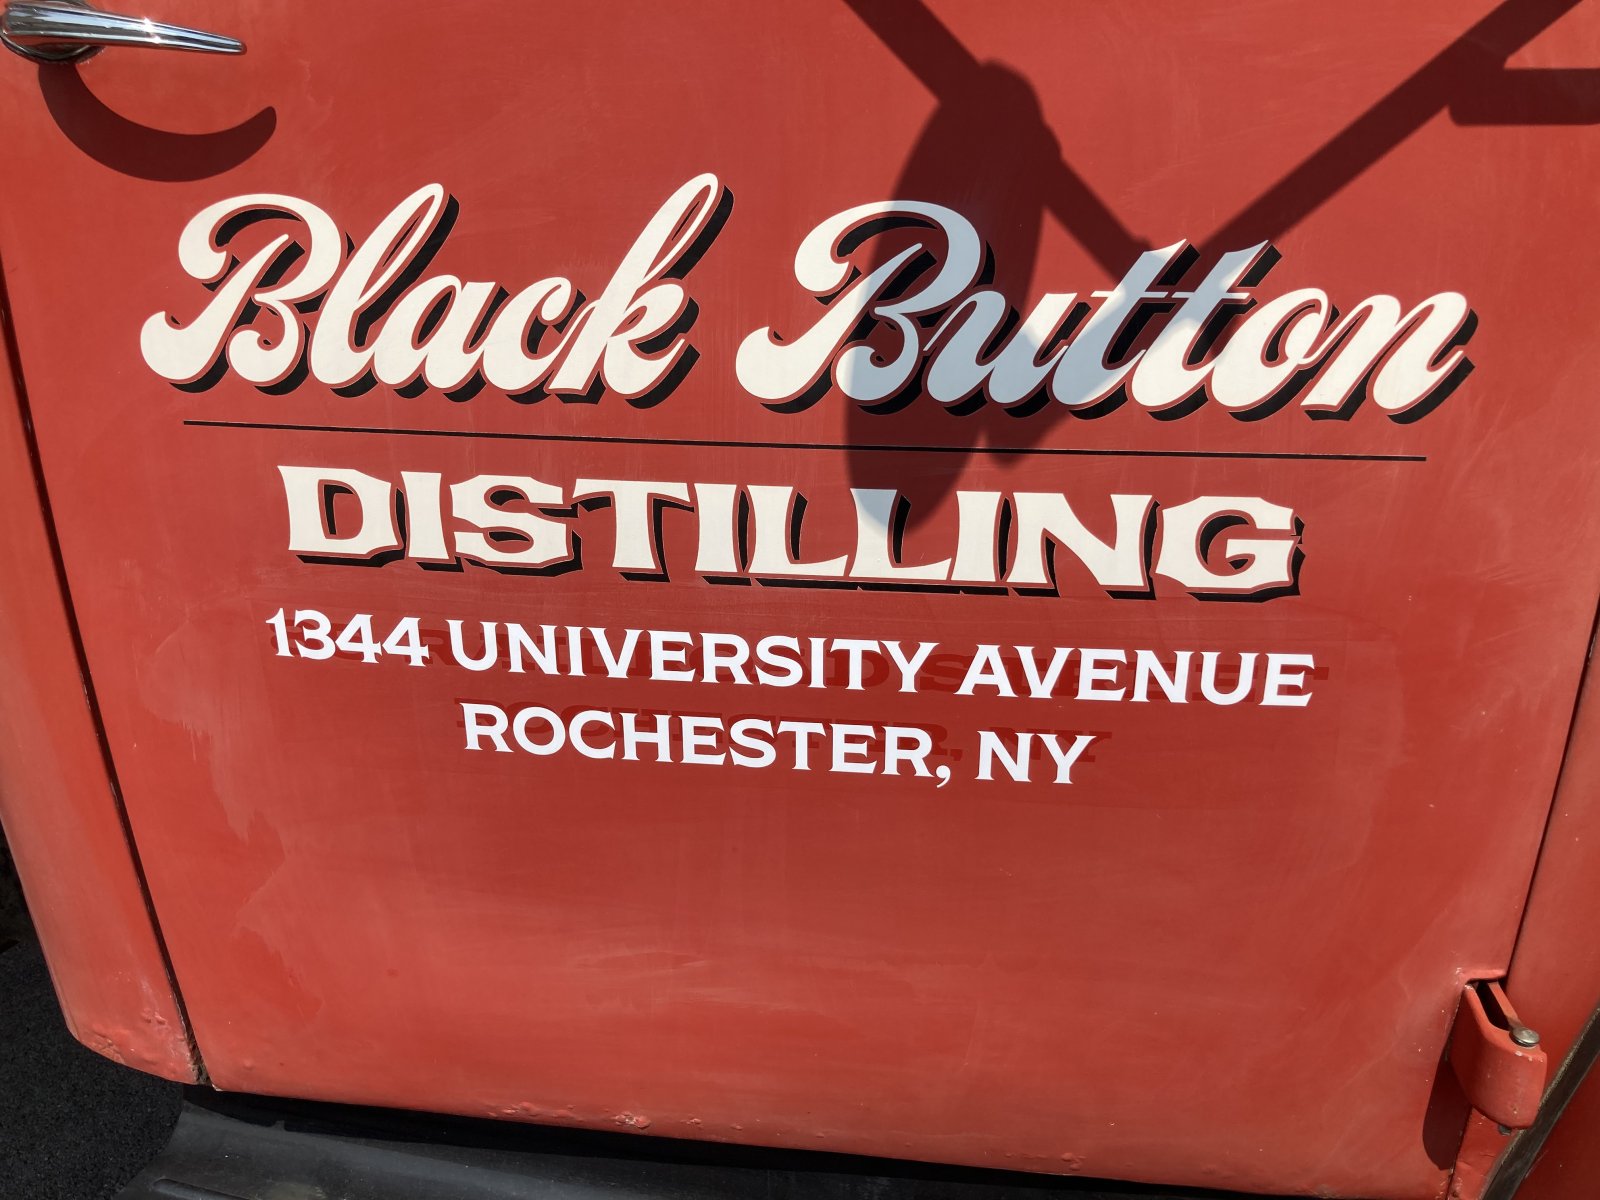 Black Button
DISTILLING
1344 UNIVERSITY AVENUE
ROCHESTER, NY